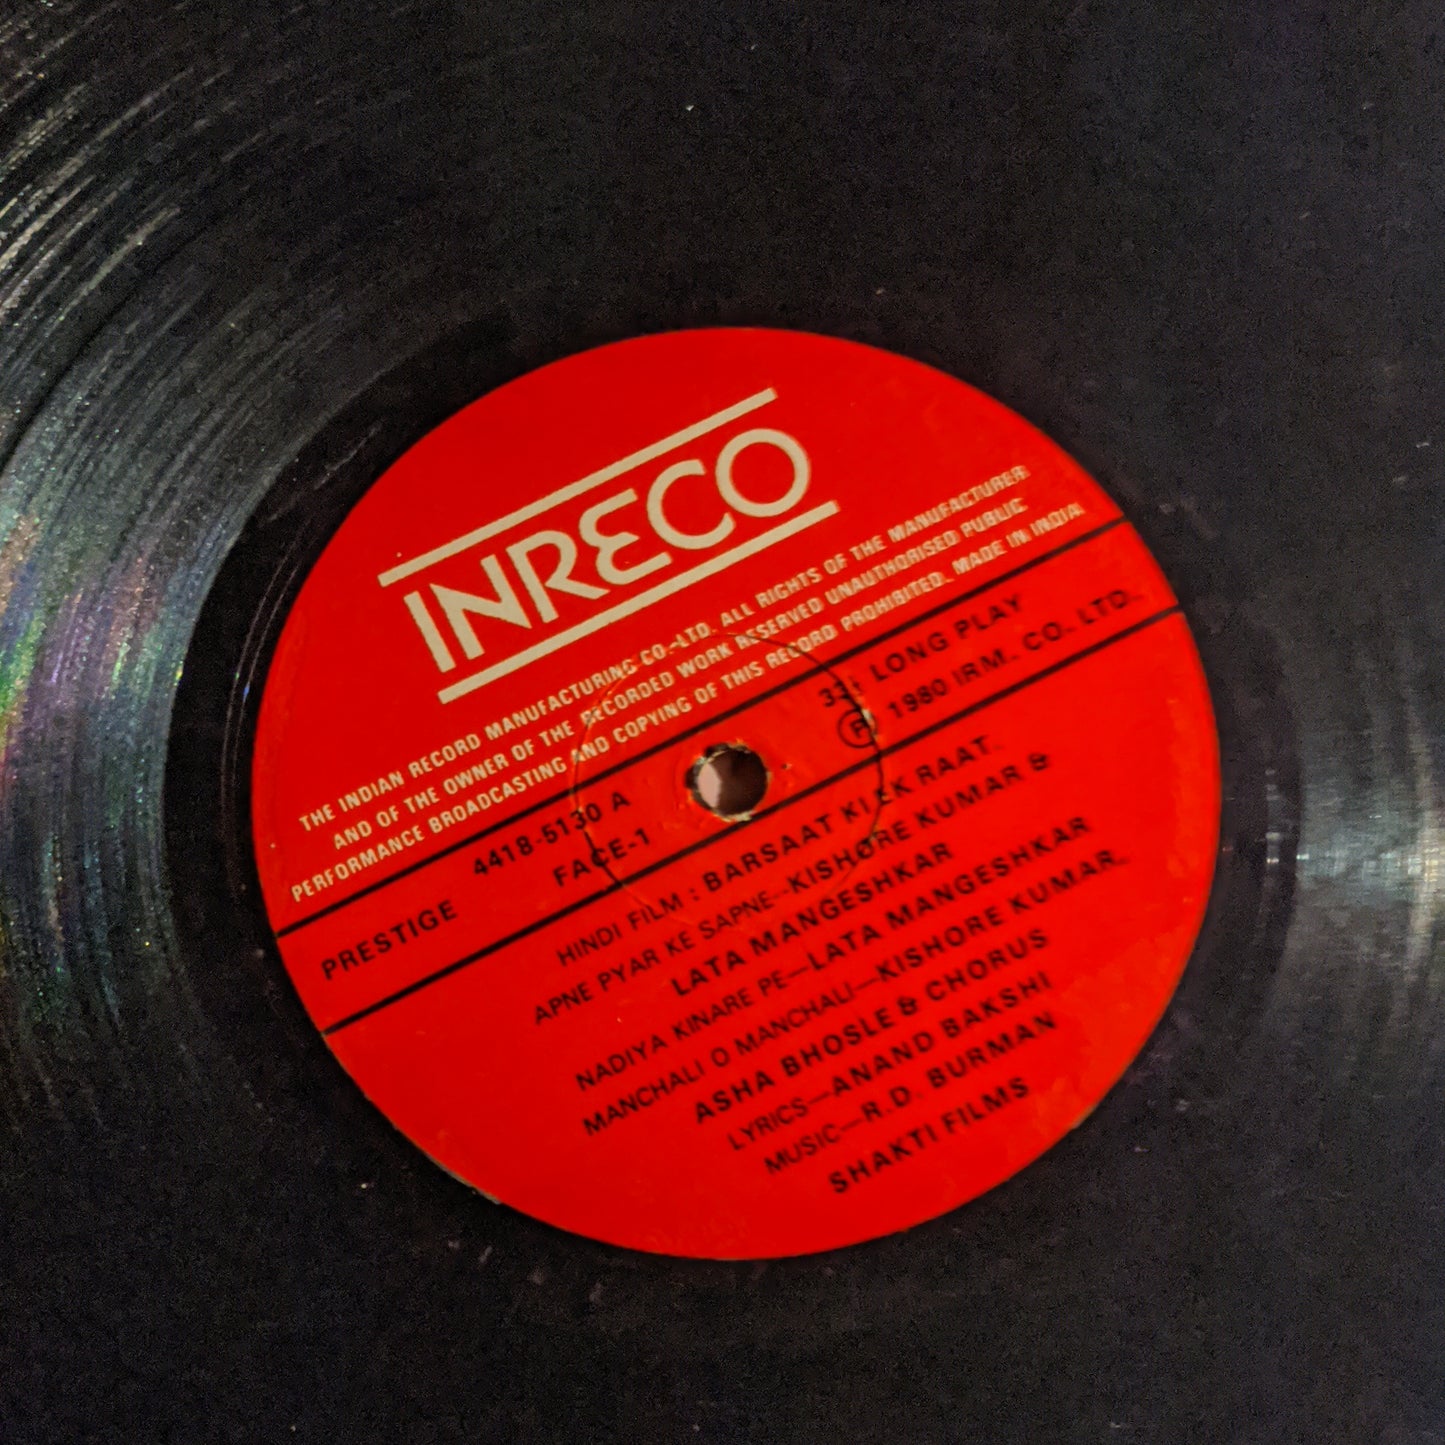 INRECO
THE INDIAN RECORD MANUFACTURING CO. LTD. ALL RIGHTS OF THE MANUFACTURER
AND OF THE OWNER OF THE RECORDED WORK RESERVED UNAUTHORISED PUBLIC
PERFORMANCE BROADCASTING AND COPYING OF THIS RECORD PROHIBITED. MADE IN INDIA
PRESTIGE
4418-5130 A
FACE-1
33⅓ LONG PLAY
Ⓟ 1980 IRM. CO. LTD.
HINDI FILM : BARSAAT KI EK RAAT.
APNE PYAR KE SAPNE—KISHORE KUMAR &
LATA MANGESHKAR
NADIYA KINARE PE—LATA MANGESHKAR
MANCHALI O MANCHALI—KISHORE KUMAR.
ASHA BHOSLE & CHORUS
LYRICS—ANAND BAKSHI
MUSIC—R.D. BURMAN
SHAKTI FILMS